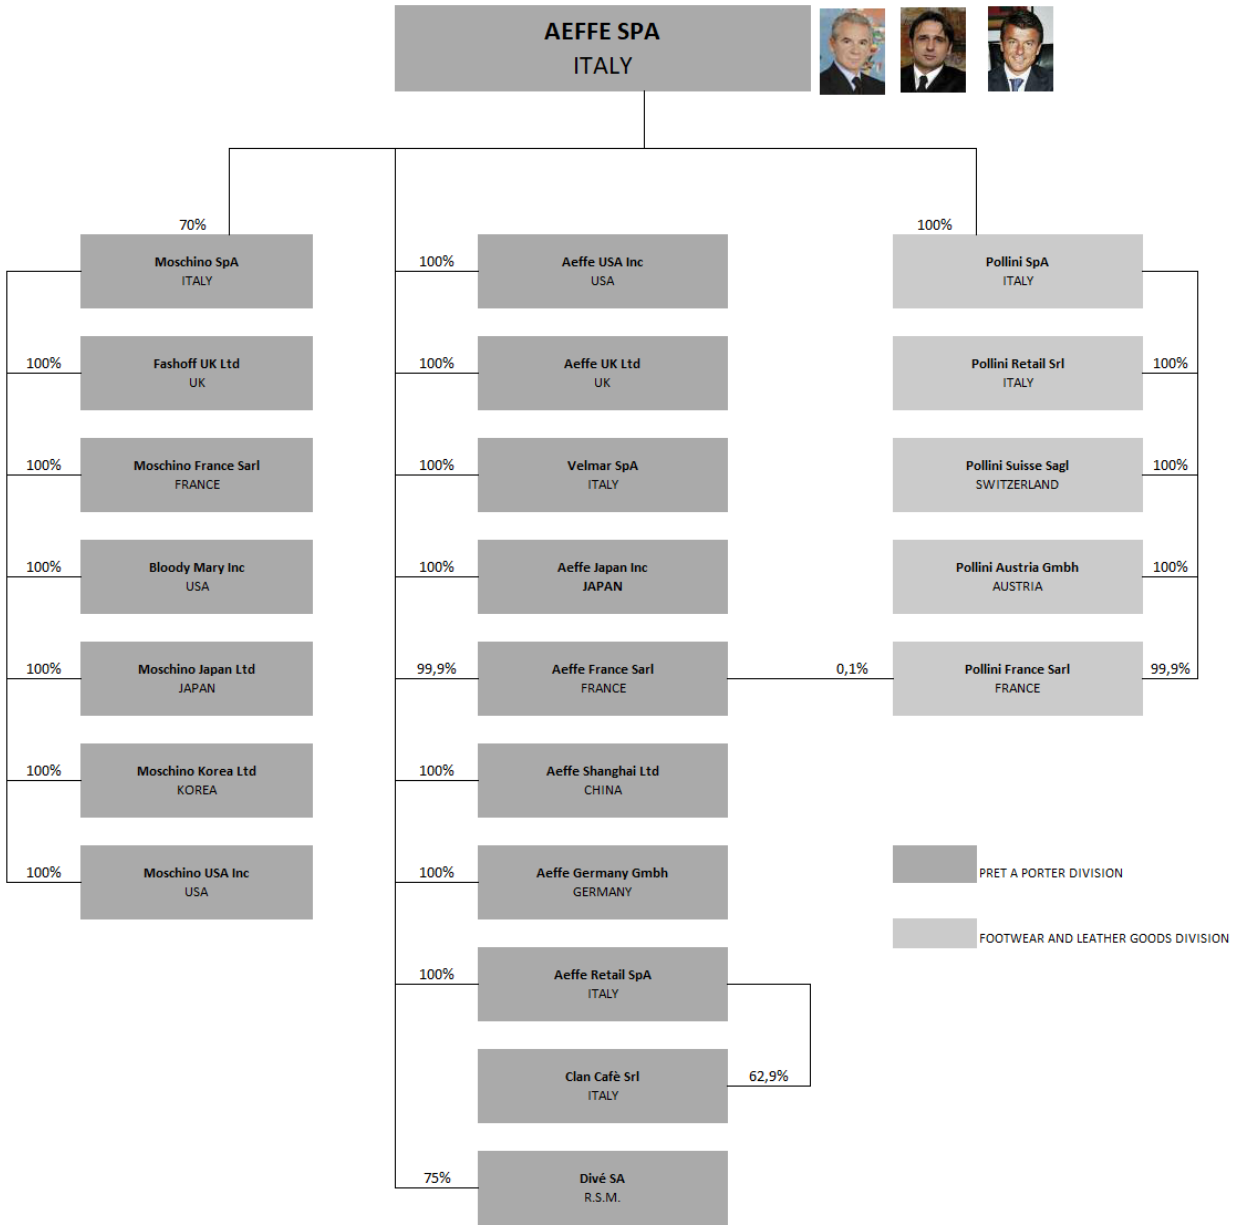 AEFFE SPA
ITALY
70%
Moschino SpA
ITALY
100%
Fashoff UK Ltd
UK
100%
Moschino France Sarl
FRANCE
100%
Bloody Mary Inc
USA
100%
Moschino Japan Ltd
JAPAN
100%
Moschino Korea Ltd
KOREA
100%
Moschino USA Inc
USA
100%
Aeffe USA Inc
USA
100%
Aeffe UK Ltd
UK
100%
Velmar SpA
ITALY
100%
Aeffe Japan Inc
JAPAN
99,9%
Aeffe France Sarl
FRANCE
0,1%
100%
Aeffe Shanghai Ltd
CHINA
100%
Aeffe Germany Gmbh
GERMANY
100%
Aeffe Retail SpA
ITALY
Clan Cafè Srl
ITALY
62,9%
75%
Divé SA
R.S.M.
100%
Pollini SpA
ITALY
Pollini Retail Srl
ITALY
100%
Pollini Suisse Sagl
SWITZERLAND
100%
Pollini Austria Gmbh
AUSTRIA
100%
Pollini France Sarl
FRANCE
99,9%
PRET A PORTER DIVISION
FOOTWEAR AND LEATHER GOODS DIVISION